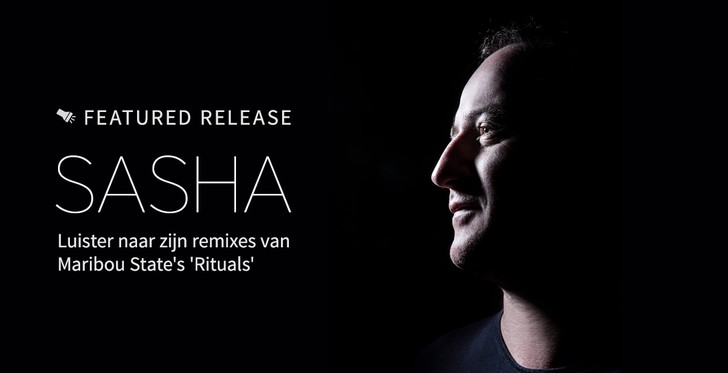 FEATURED RELEASE
SASHA
Luister naar zijn remixes van
Maribou State's 'Rituals'